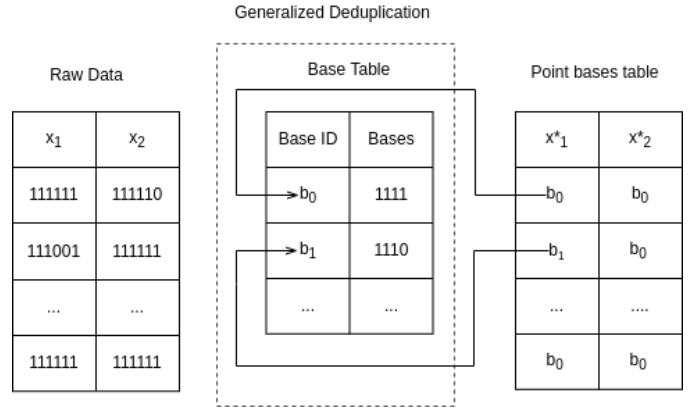 Generalized Deduplication
Raw Data
x1 x2
111111 111110
111001 111111
... ...
111111 111111
Base Table
Base ID Bases
b0 1111
b1 1110
... ...
Point bases table
x*1 x*2
b0 b0
b1 b0
... ....
b0 b0